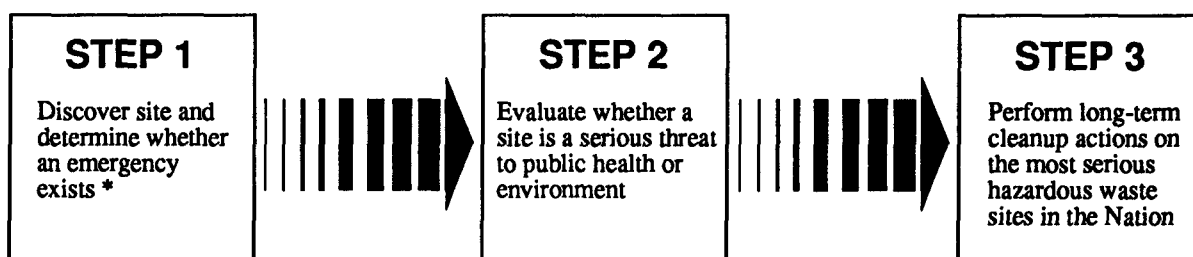 STEP 1
Discover site and
determine whether
an emergency
exists *
STEP 2
Evaluate whether a
site is a serious threat
to public health or
environment
STEP 3
Perform long-term
cleanup actions on
the most serious
hazardous waste
sites in the Nation